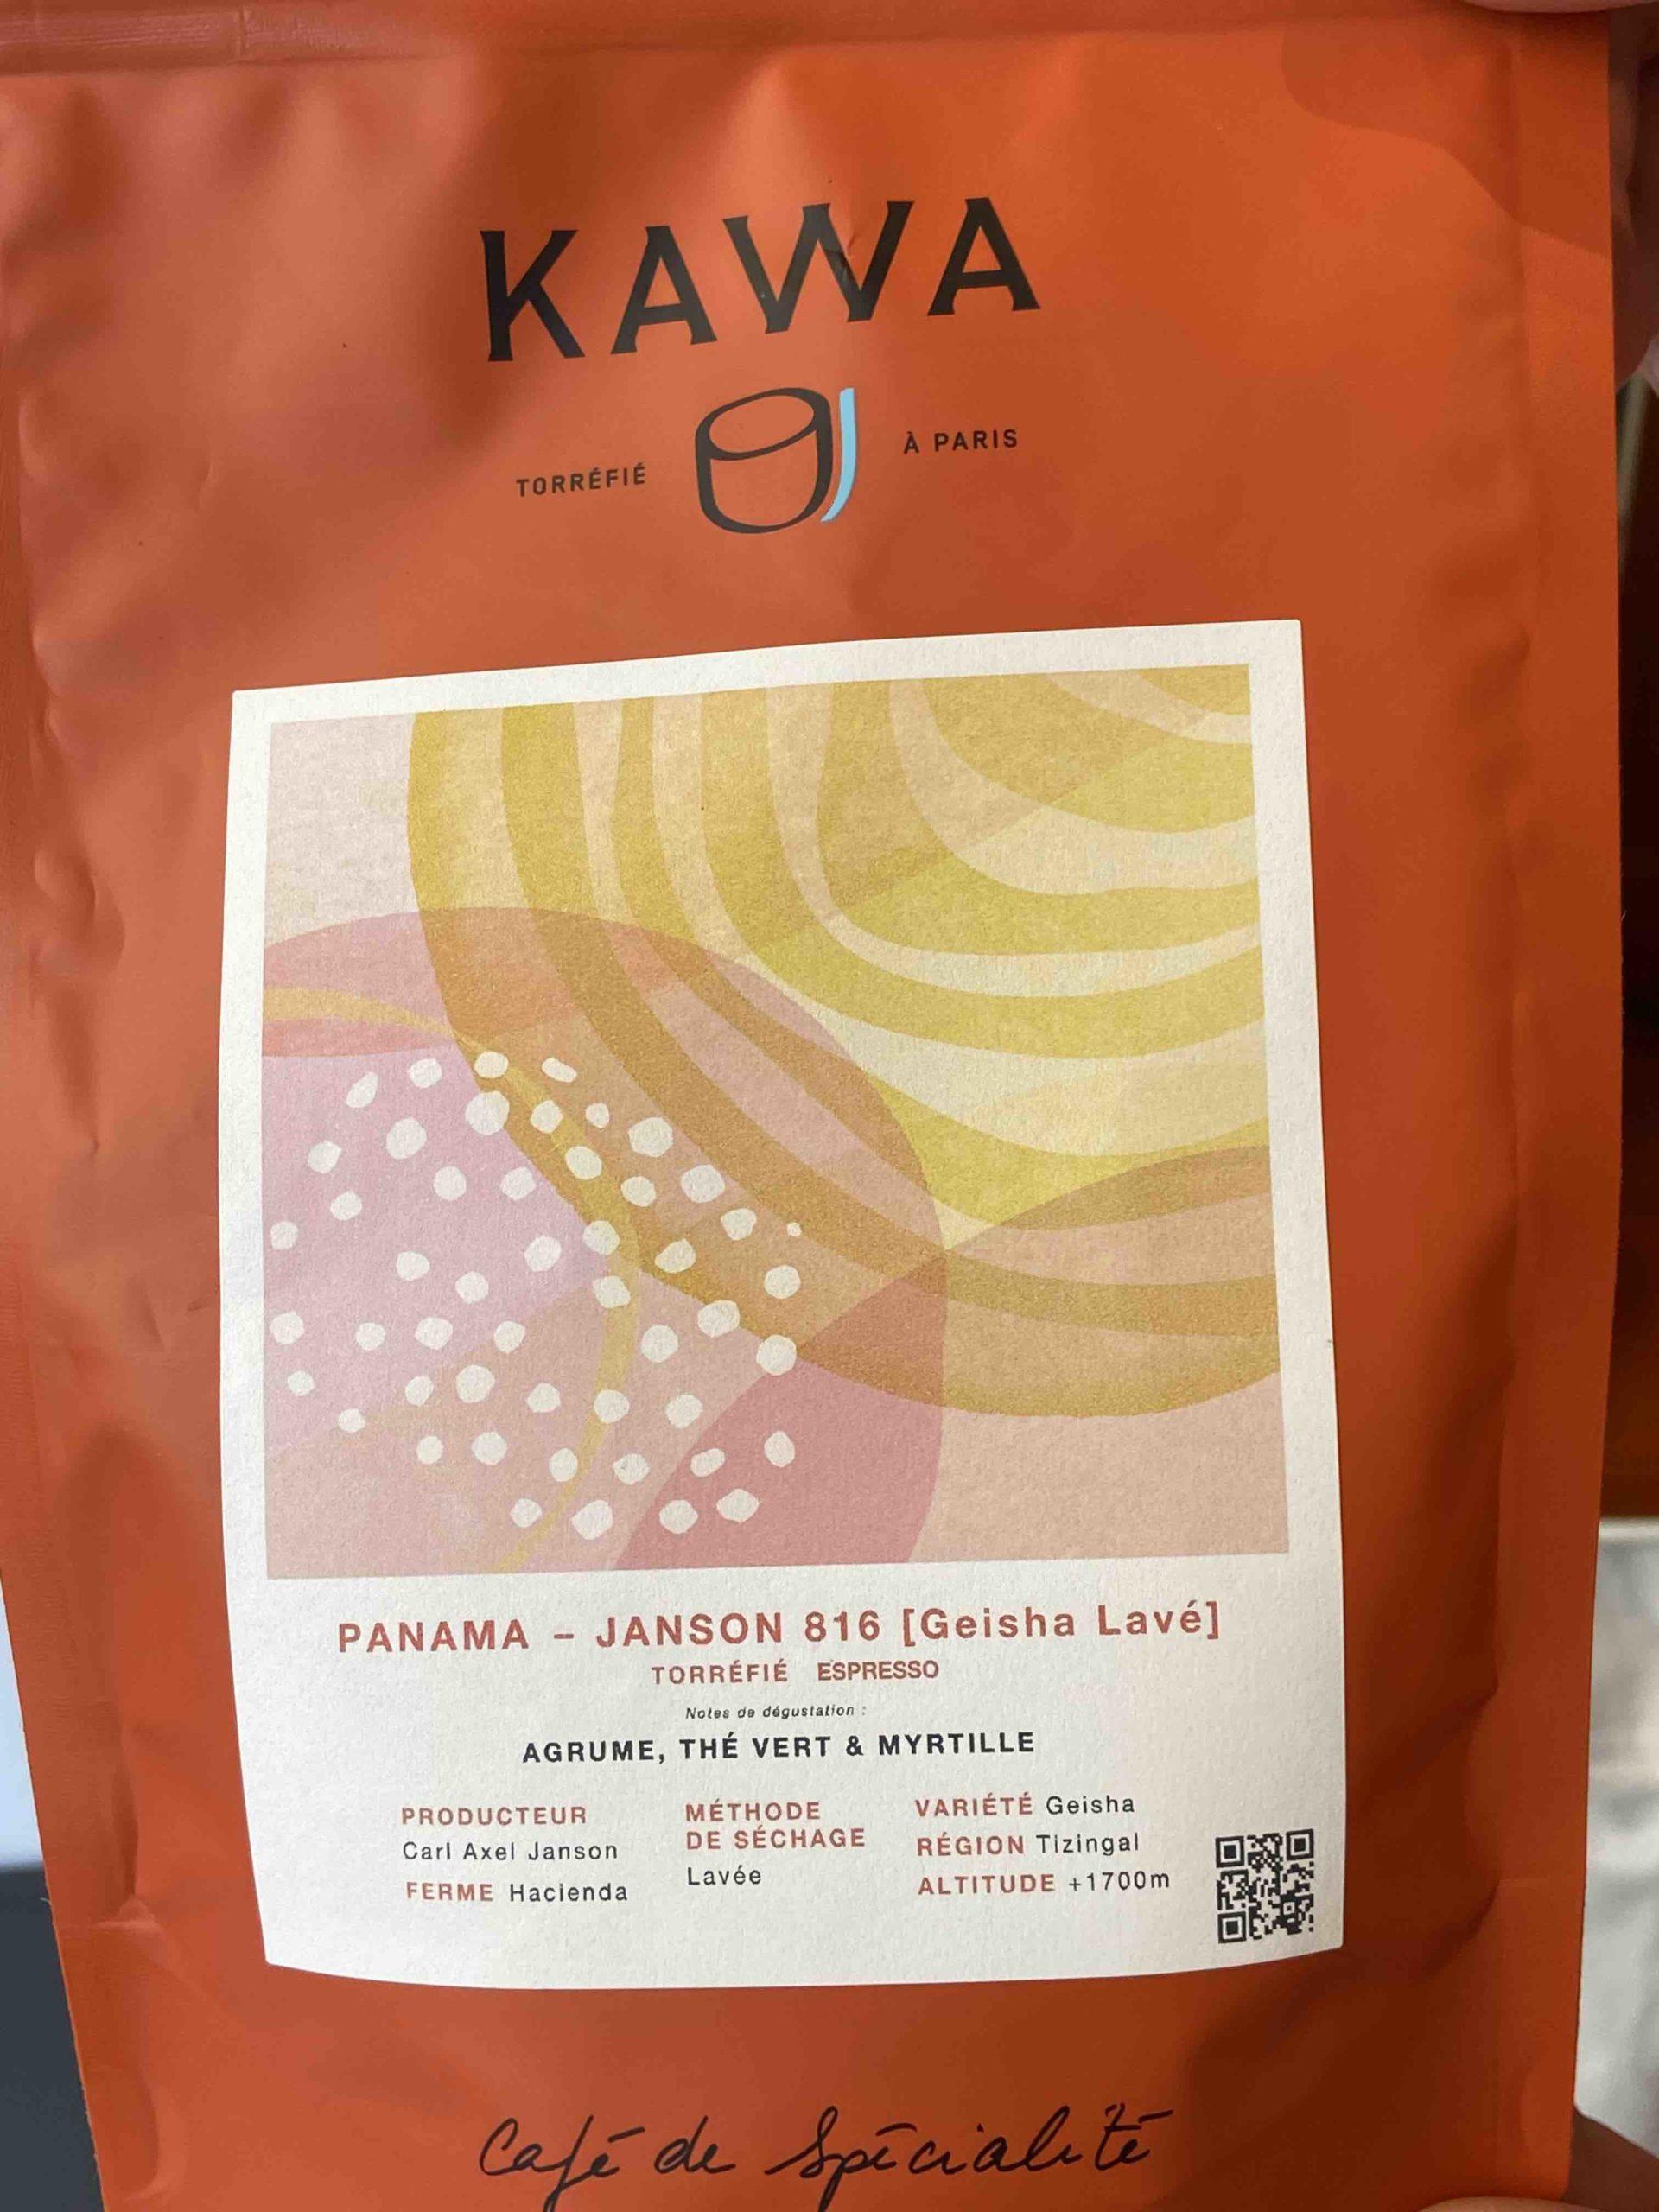 KAWA
TORRÉFIÉ À PARIS
PANAMA – JANSON 816 [Geisha Lavé]
TORRÉFIÉ ESPRESSO
Notes de dégustation :
AGRUME, THÉ VERT & MYRTILLE
PRODUCTEUR
Carl Axel Janson
FERME Hacienda
MÉTHODE
DE SÉCHAGE
Lavée
VARIÉTÉ Geisha
RÉGION Tizingal
ALTITUDE +1700m
Café de Spécialité